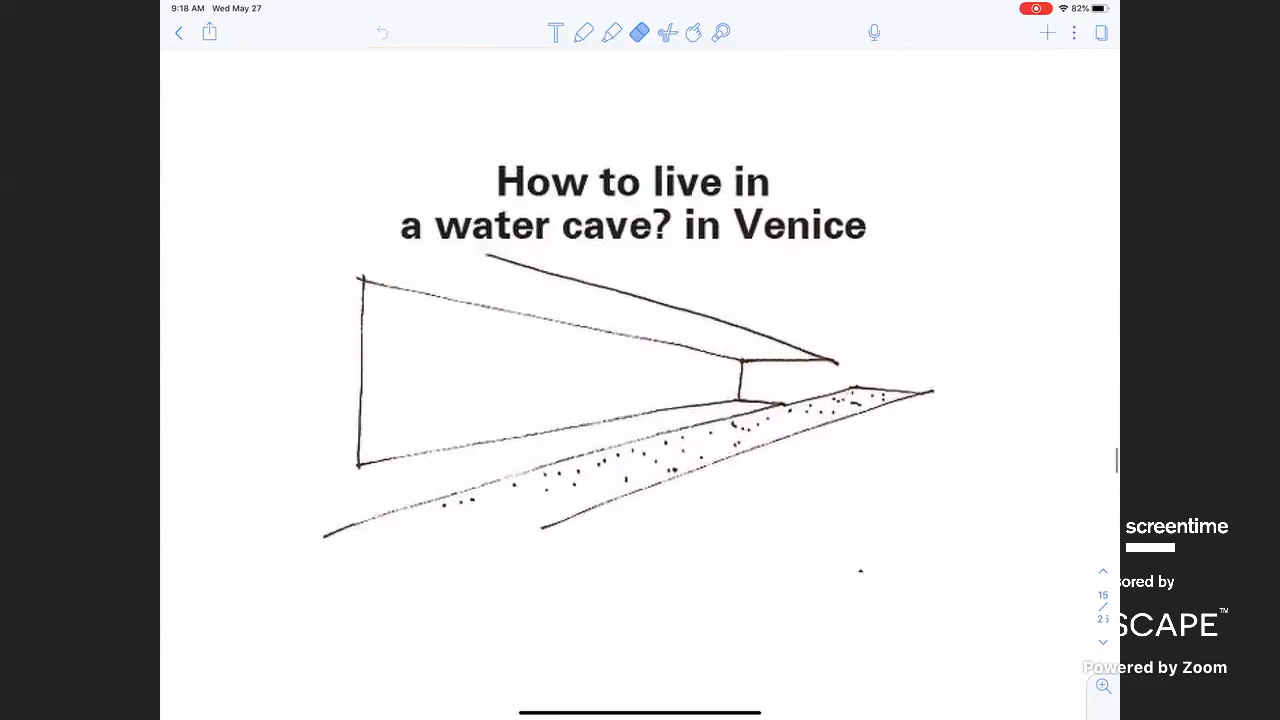 9:18 AM Wed May 27
82%
How to live in
a water cave? in Venice
screentime
sored by
SCAPE™
15
Powered by Zoom